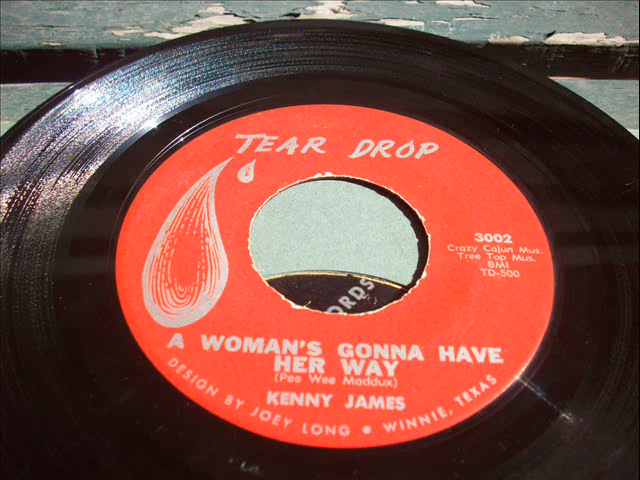 TEAR DROP
3002
Crazy Cajun Mus.
Tree Top Mus.
BMI
TD-500
ORDS
A WOMAN'S GONNA HAVE
HER WAY
(Pee Wee Maddux)
KENNY JAMES
DESIGN BY JOEY LONG • WINNIE, TEXAS